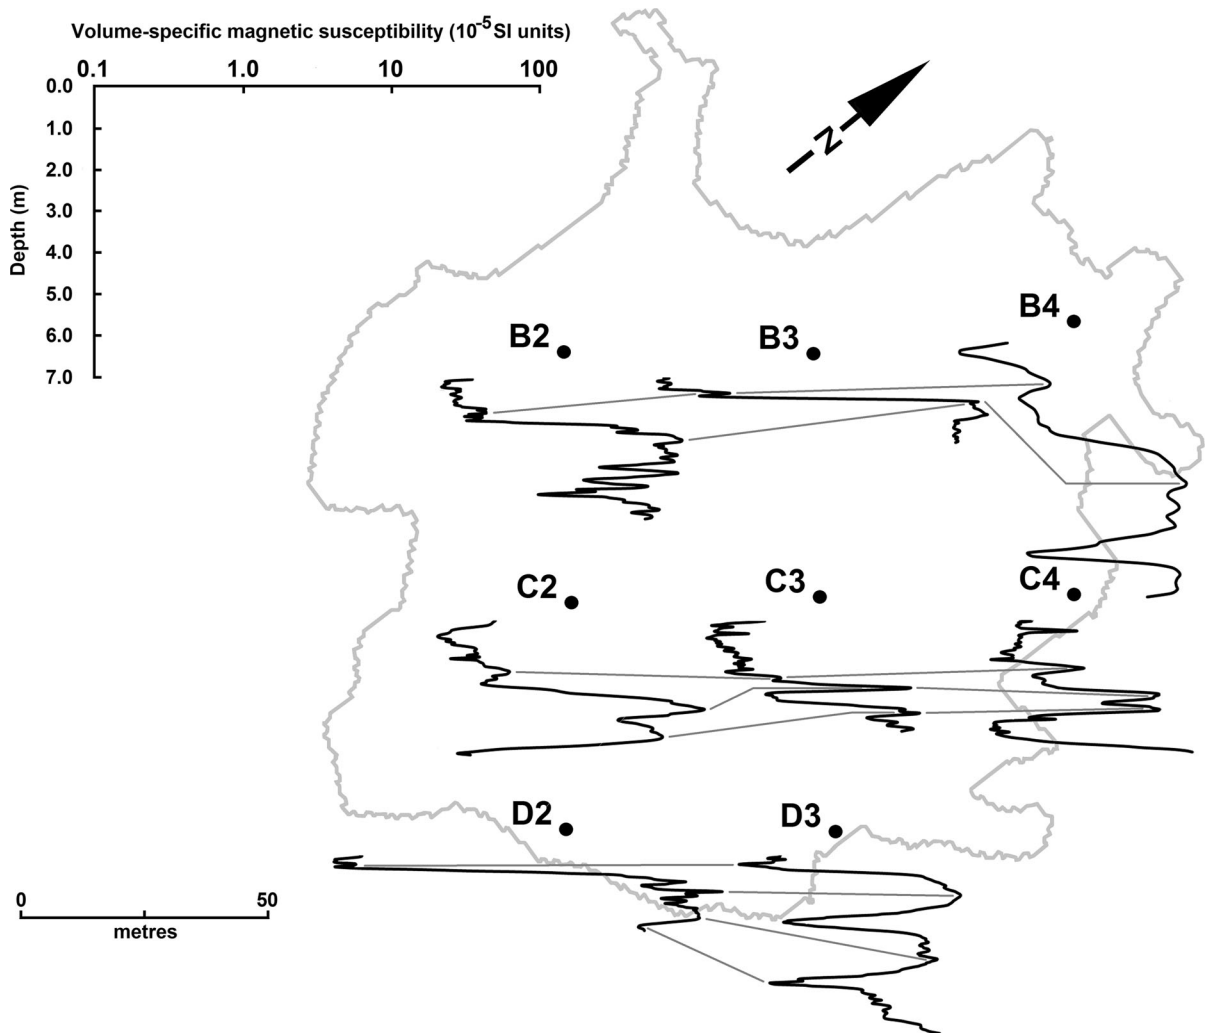 Volume-specific magnetic susceptibility (10-5 SI units)
0.1 1.0 10 100
0.0
1.0
2.0
3.0
4.0
5.0
6.0
7.0
Depth (m)
N
B2 B3 B4
C2 C3 C4
D2 D3
0 50
metres